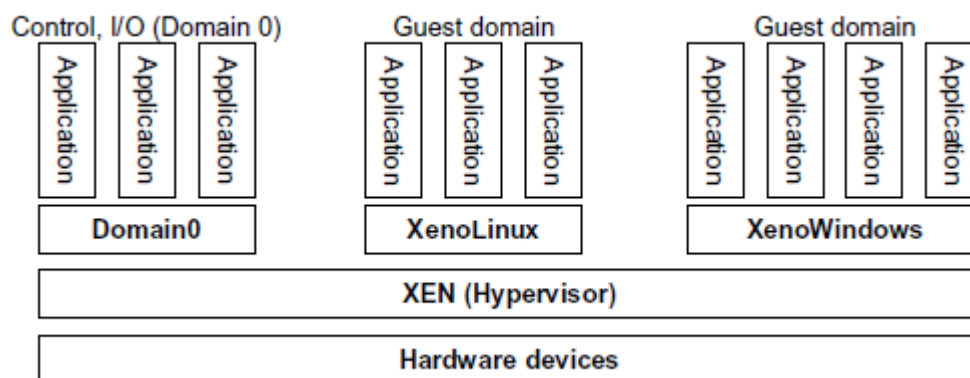 Control, I/O (Domain 0)
Guest domain
Guest domain
Application
Application
Application
Application
Application
Application
Application
Application
Application
Application
Domain0
XenoLinux
XenoWindows
XEN (Hypervisor)
Hardware devices